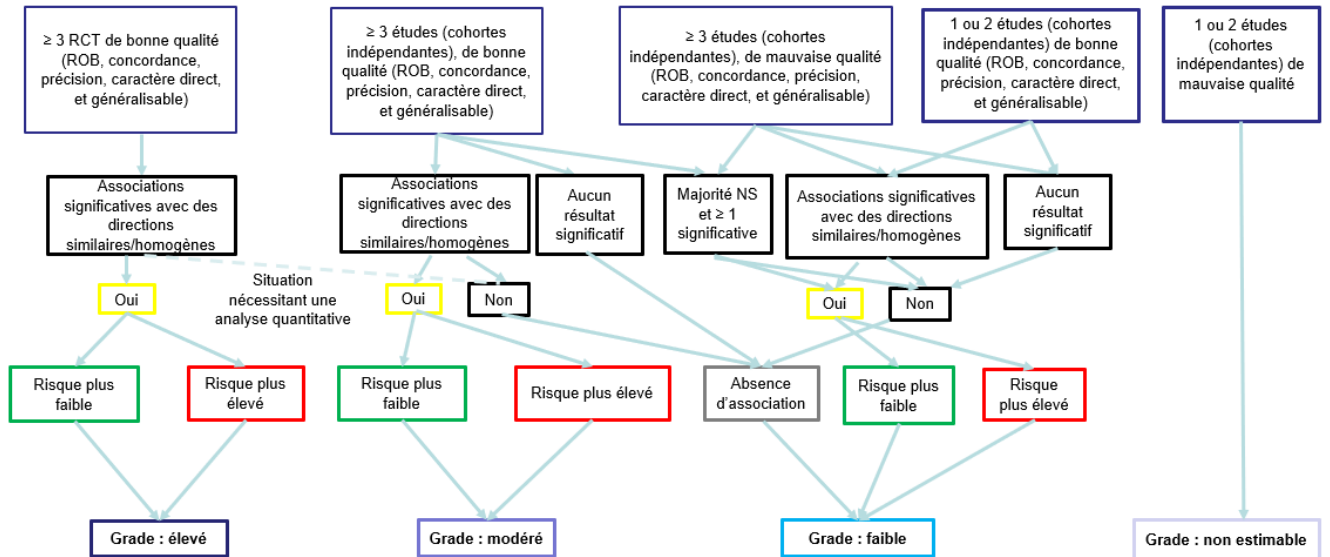 ≥ 3 RCT de bonne qualité
(ROB, concordance,
précision, caractère direct,
et généralisable)
≥ 3 études (cohortes
indépendantes), de bonne
qualité (ROB, concordance,
précision, caractère direct,
et généralisable)
≥ 3 études (cohortes
indépendantes), de mauvaise qualité
(ROB, concordance, précision,
caractère direct, et généralisable)
1 ou 2 études (cohortes
indépendantes) de bonne
qualité (ROB, concordance,
précision, caractère direct,
et généralisable)
1 ou 2 études
(cohortes
indépendantes) de
mauvaise qualité
Associations
significatives avec des
directions
similaires/homogènes
Associations
significatives avec des
directions
similaires/homogènes
Aucun
résultat
significatif
Majorité NS
et ≥ 1
significative
Associations significatives
avec des directions
similaires/homogènes
Aucun
résultat
significatif
Oui
Situation
nécessitant une
analyse quantitative
Oui
Non
Oui
Non
Risque plus
faible
Risque plus
élevé
Risque plus
faible
Risque plus élevé
Absence
d'association
Risque plus
faible
Risque
plus élevé
Grade : élevé
Grade : modéré
Grade : faible
Grade : non estimable